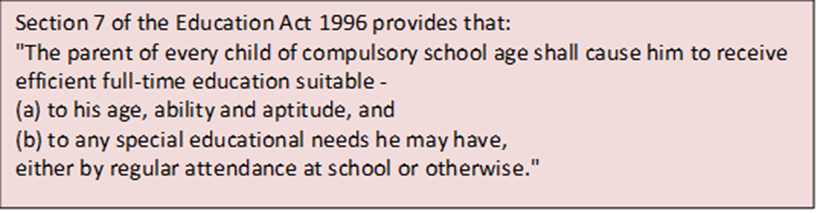 Section 7 of the Education Act 1996 provides that:
"The parent of every child of compulsory school age shall cause him to receive
efficient full-time education suitable -
(a) to his age, ability and aptitude, and
(b) to any special educational needs he may have,
either by regular attendance at school or otherwise."